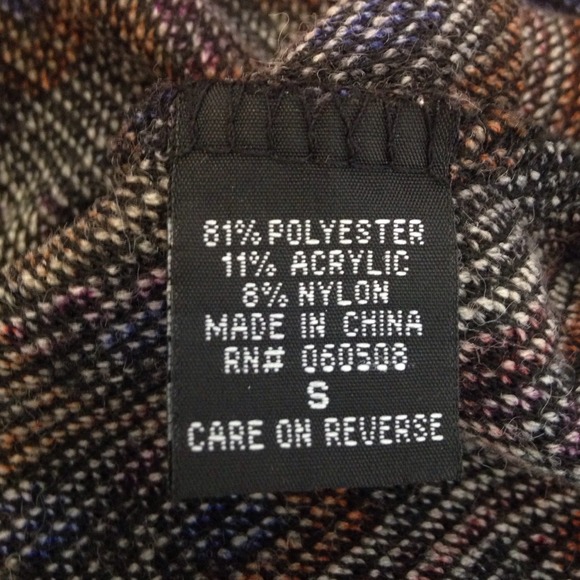 81% POLYESTER
11% ACRYLIC
8% NYLON
MADE IN CHINA
RN# 060508
S
CARE ON REVERSE